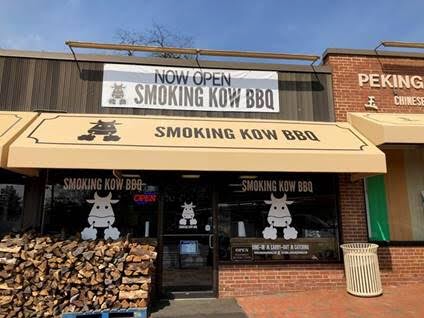 NOW OPEN
SMOKING KOW BBQ
PEKING
CHINESE
SMOKING KOW BBQ
SMOKING KOW BBQ
OPEN
SMOKING KOW BBQ
OPEN
DINE-IN CARRY-OUT CATERING